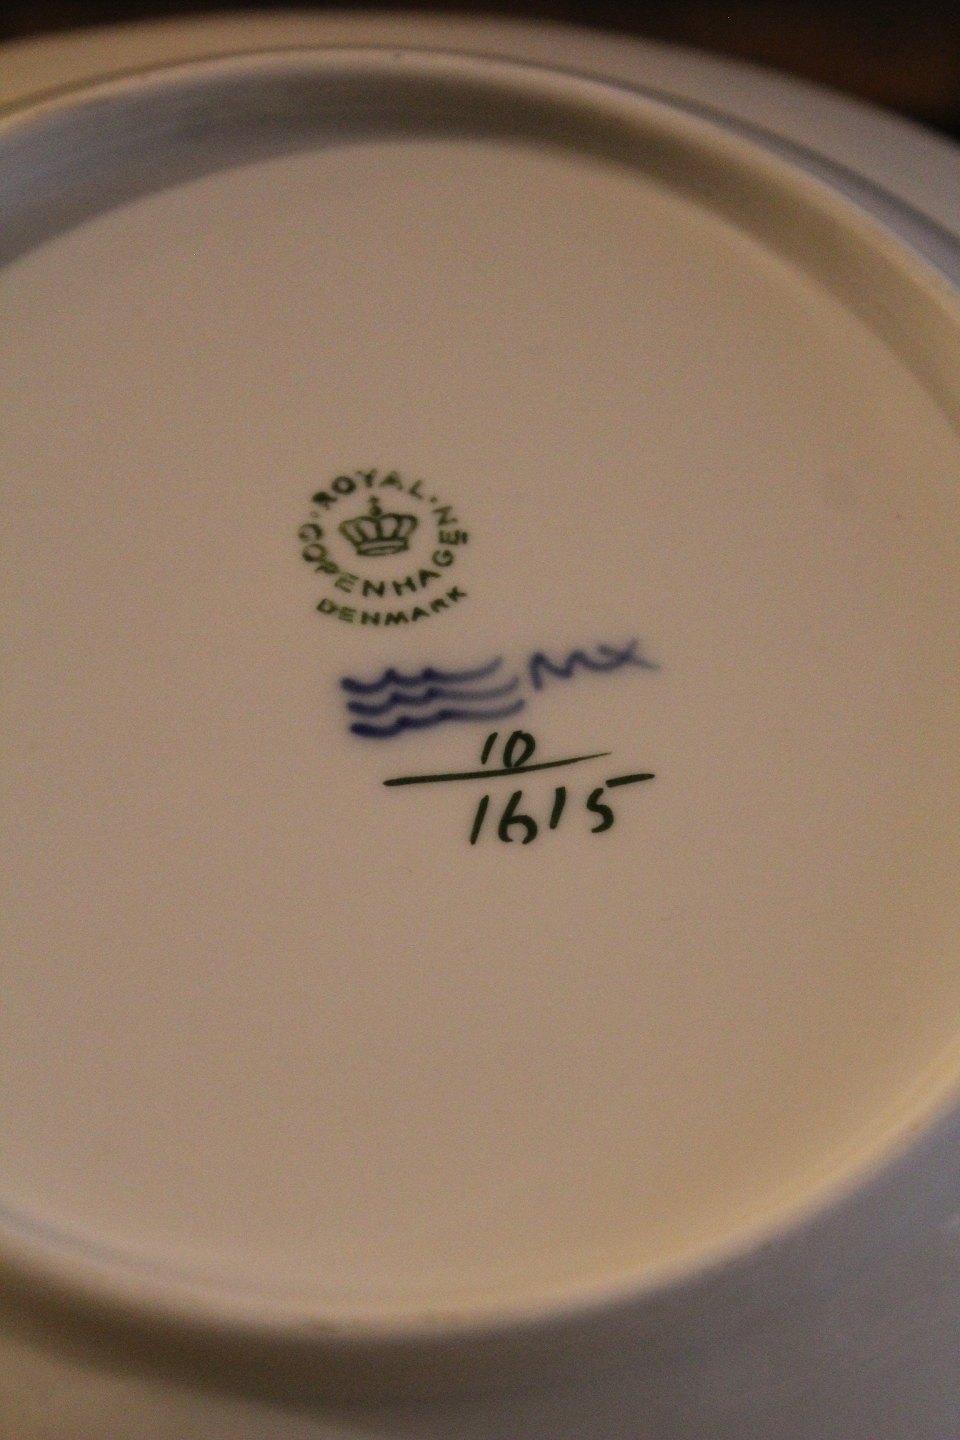 ROYAL · COPENHAGEN
DENMARK
MX
10
1615